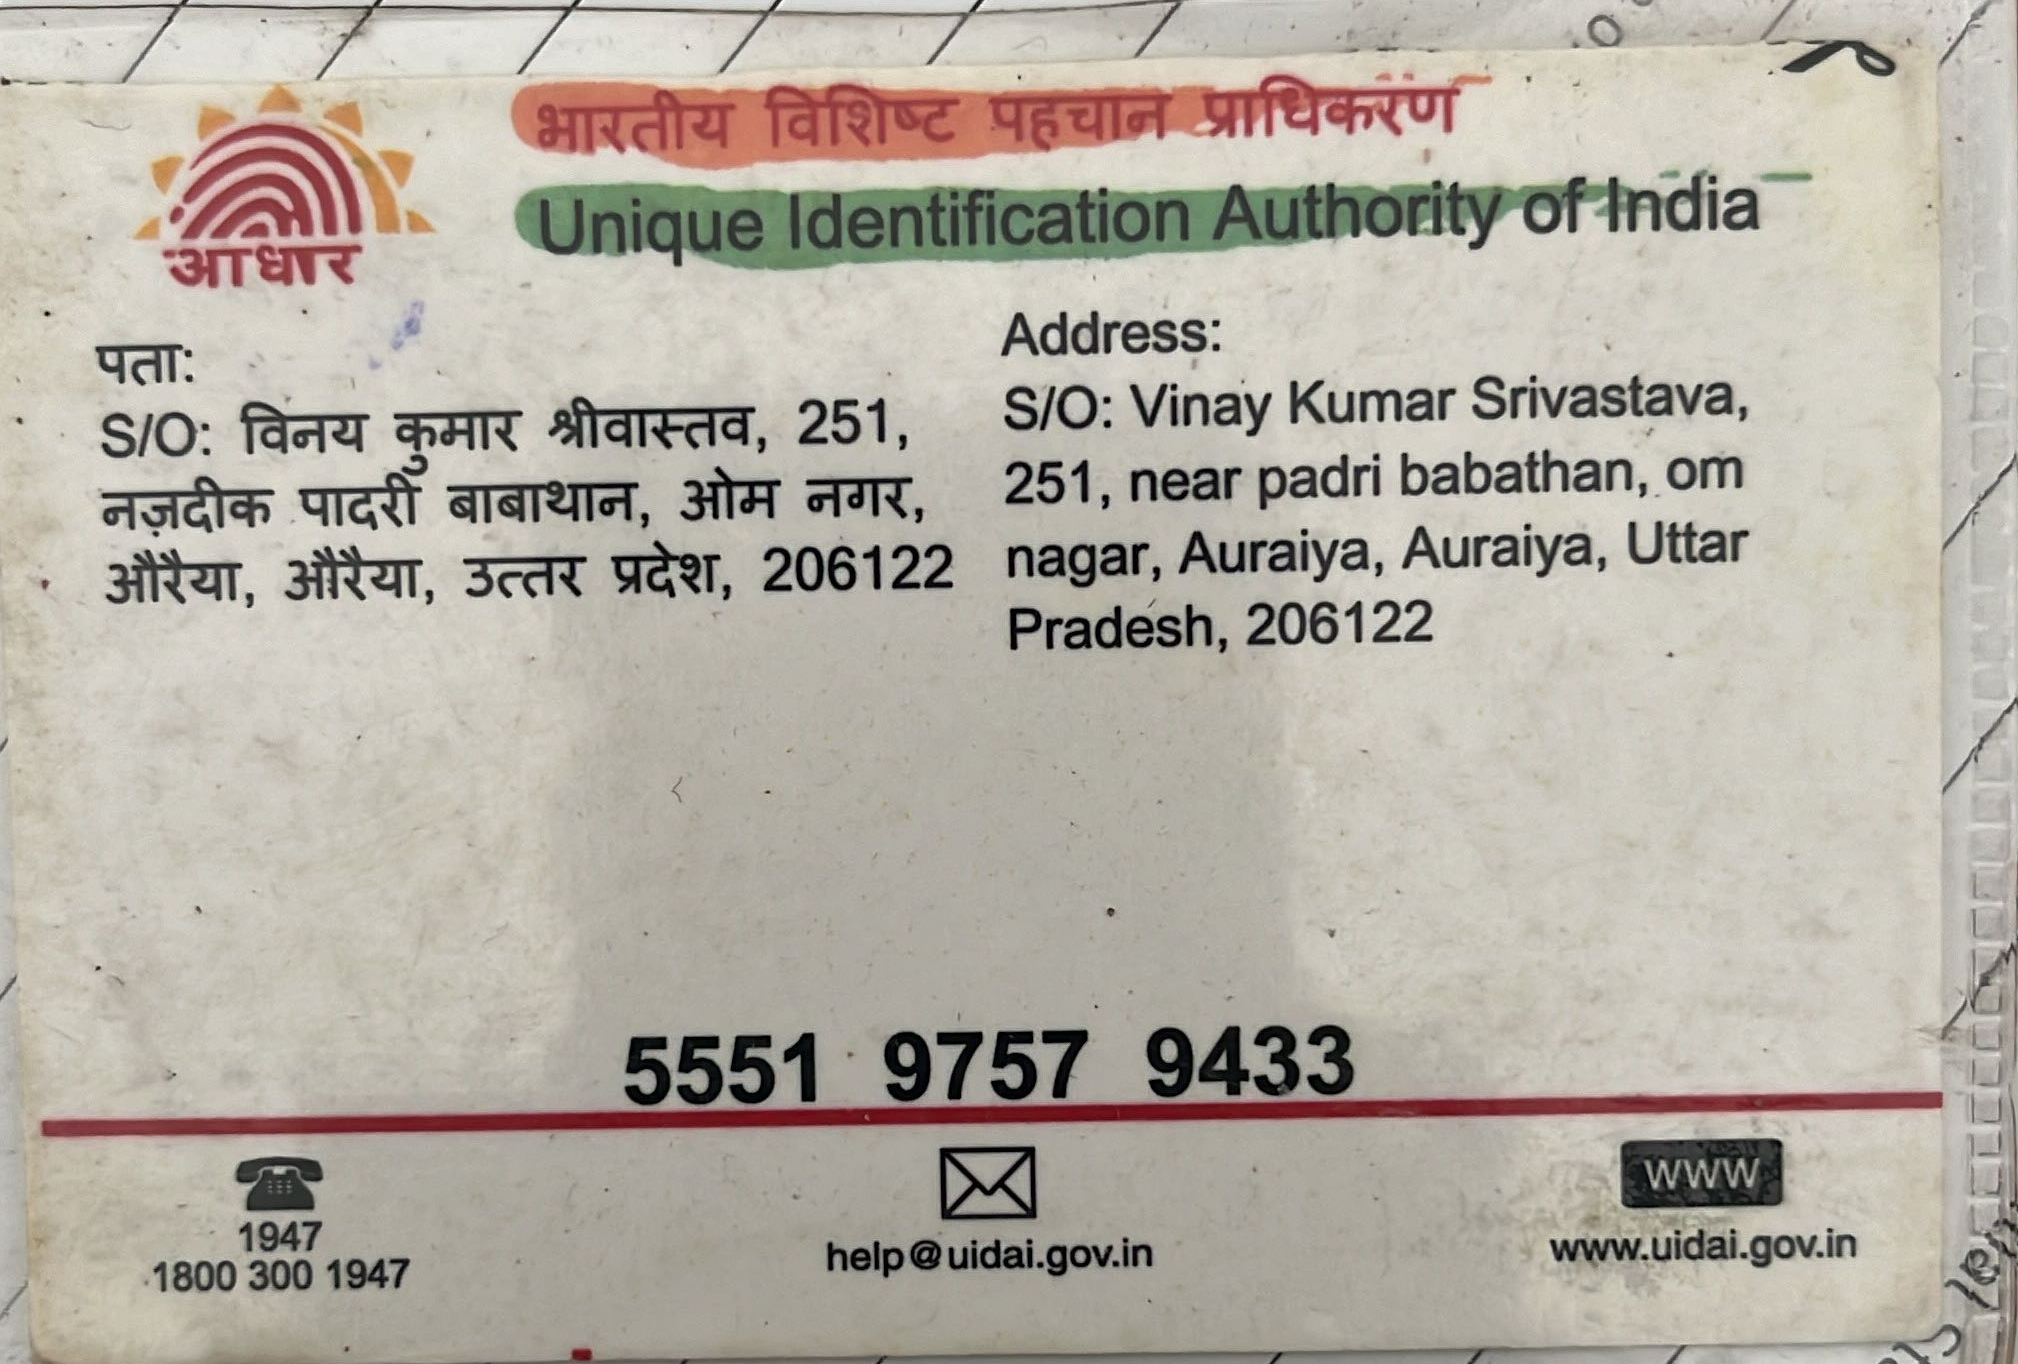 भारतीय विशिष्ट पहचान प्राधिकरण
Unique Identification Authority of India
आधार
पता:
S/O: विनय कुमार श्रीवास्तव, 251,
नज़दीक पादरी बाबाथान, ओम नगर,
औरैया, औरैया, उत्तर प्रदेश, 206122
Address:
S/O: Vinay Kumar Srivastava,
251, near padri babathan, om
nagar, Auraiya, Auraiya, Uttar
Pradesh, 206122
5551 9757 9433
1947
1800 300 1947
help@uidai.gov.in
WWW
www.uidai.gov.in